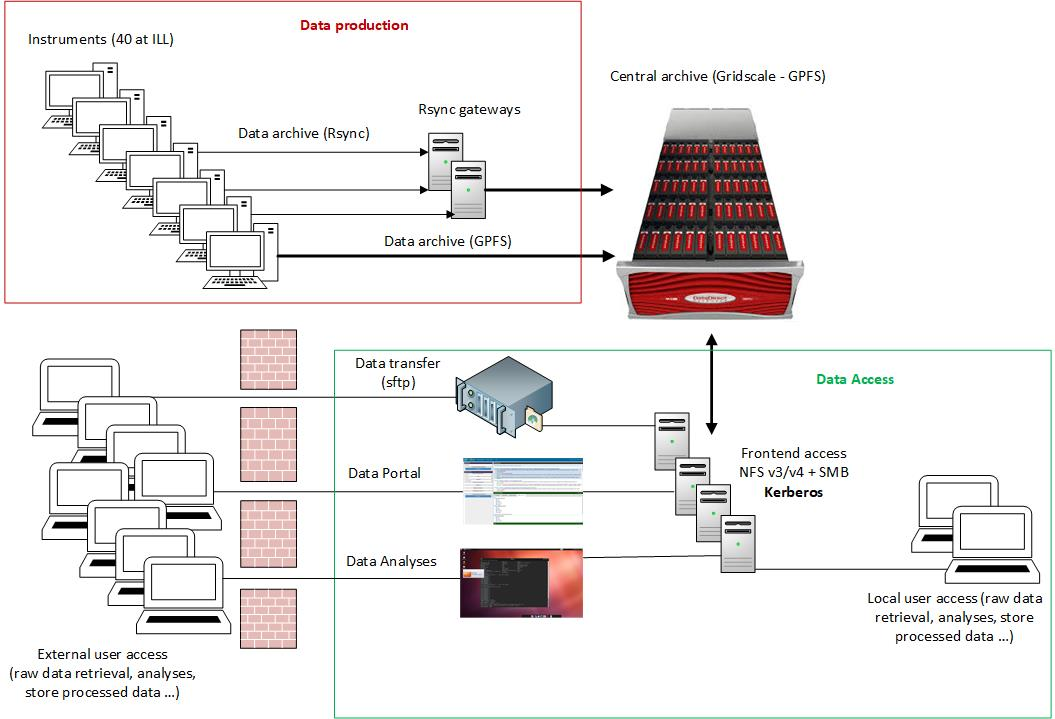 Data production
Instruments (40 at ILL)
Central archive (Gridscale - GPFS)
Rsync gateways
Data archive (Rsync)
Data archive (GPFS)
DataDirect
Data transfer
(sftp)
Data Access
Frontend access
NFS v3/v4 + SMB
Kerberos
Data Portal
Data Analyses
Local user access (raw data
retrieval, analyses, store
processed data ...)
External user access
(raw data retrieval, analyses,
store processed data ...)